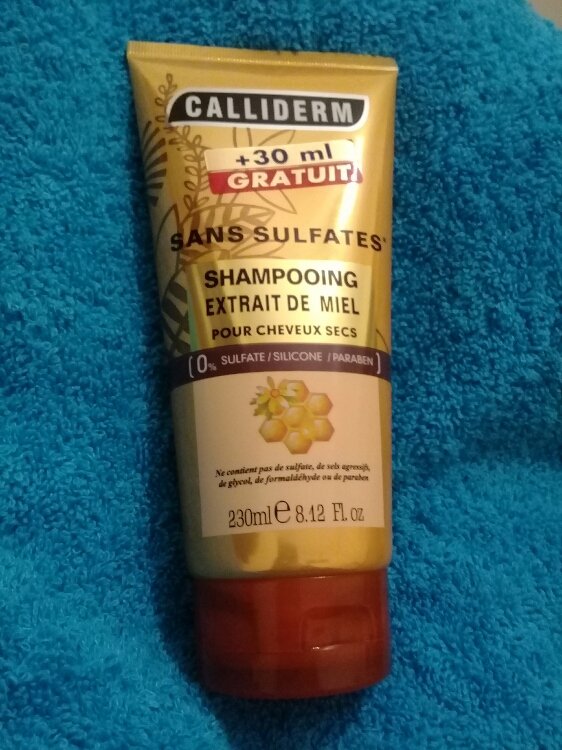 CALLIDERM
+30 ml
GRATUIT
SANS SULFATES*
SHAMPOOING
EXTRAIT DE MIEL
POUR CHEVEUX SECS
(0% SULFATE / SILICONE / PARABEN)
Ne contient pas de sulfate, de sels agressifs,
de glycol, de formaldéhyde ou de paraben
230ml e 8.12 Fl. oz